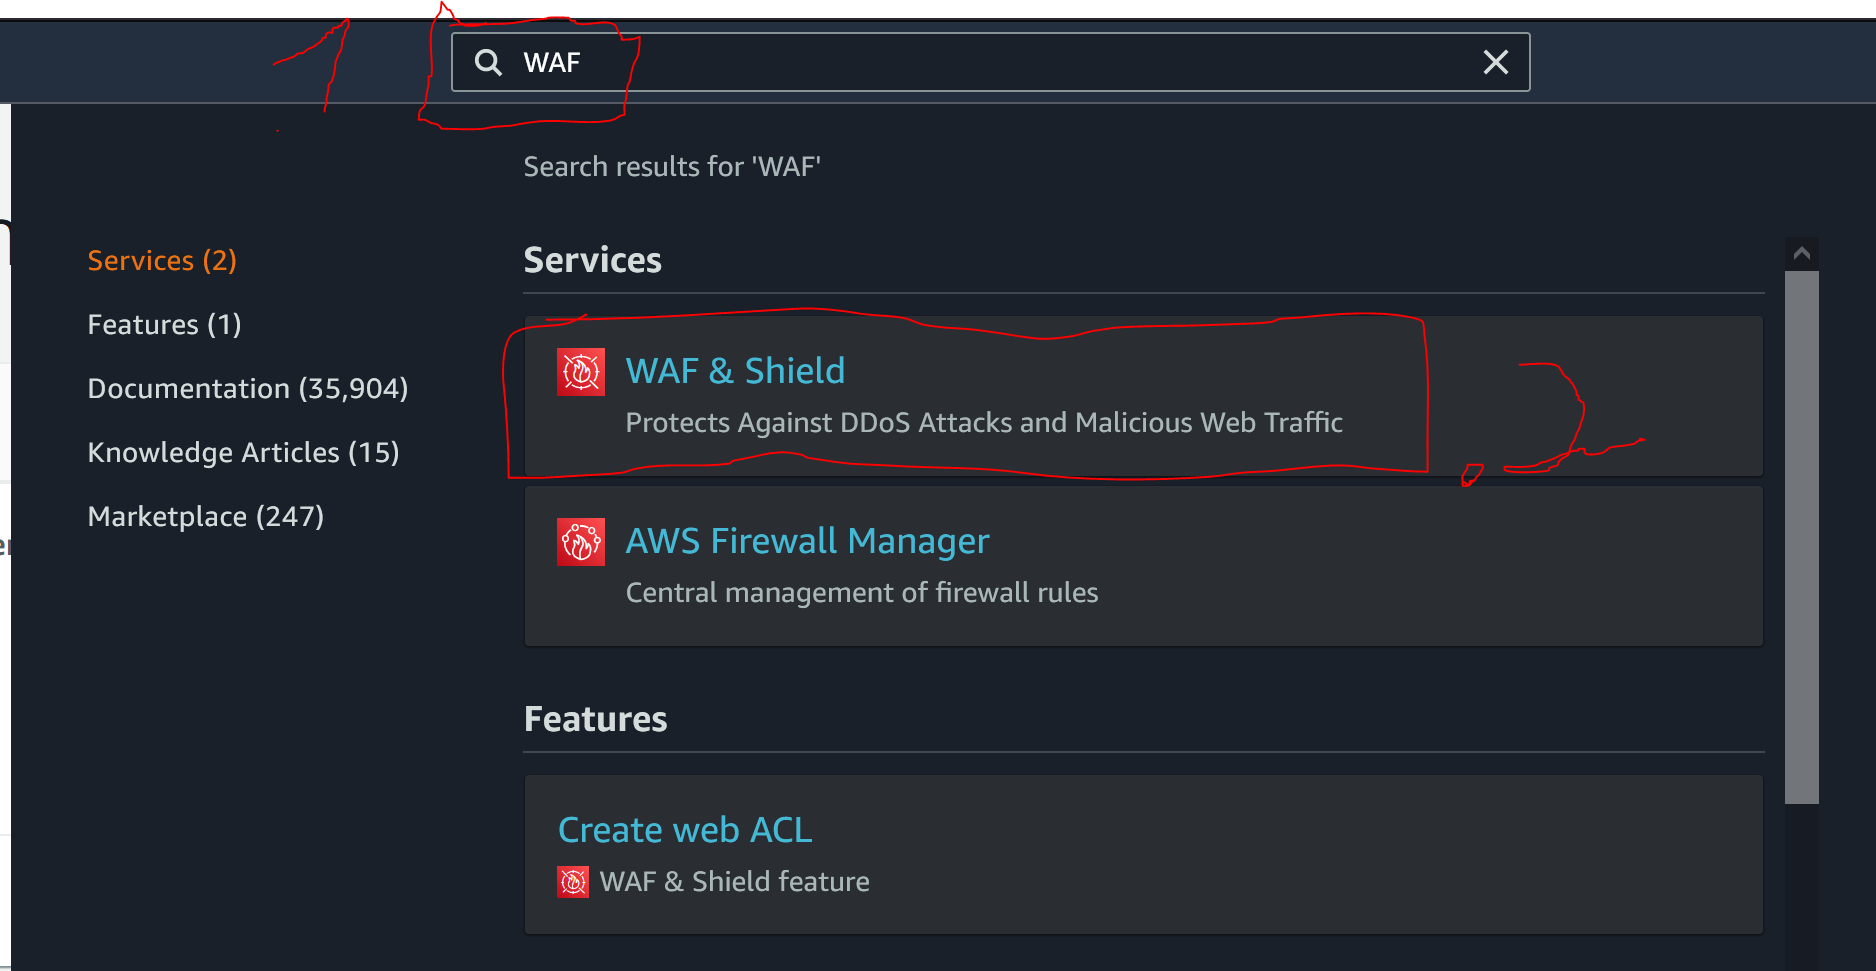 1
WAF
Search results for 'WAF'
Services (2)
Features (1)
Documentation (35,904)
Knowledge Articles (15)
Marketplace (247)
Services
WAF & Shield
Protects Against DDoS Attacks and Malicious Web Traffic
2
AWS Firewall Manager
Central management of firewall rules
Features
Create web ACL
WAF & Shield feature